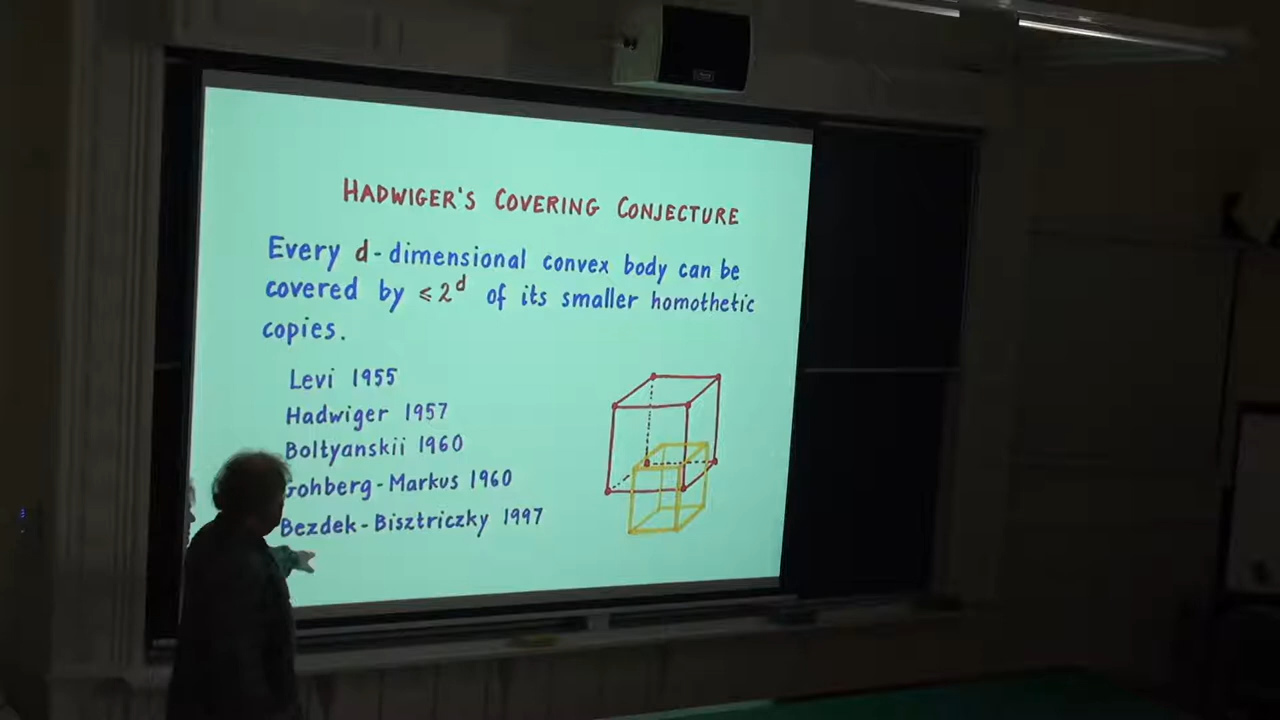 HADWIGER'S COVERING CONJECTURE
Every d-dimensional convex body can be
covered by ⩽2ᵈ of its smaller homothetic
copies.
Levi 1955
Hadwiger 1957
Boltyanskii 1960
Gohberg-Markus 1960
Bezdek-Bisztriczky 1997